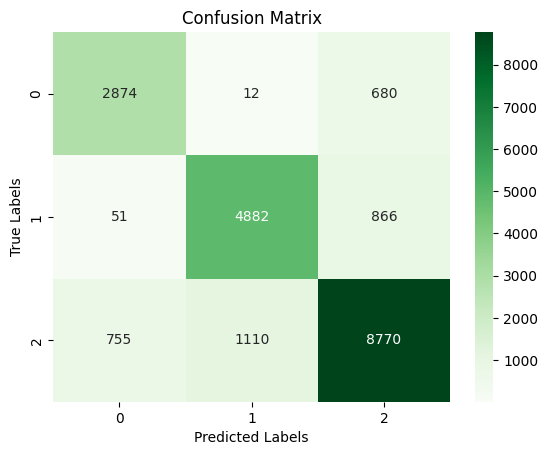 Confusion Matrix
8000
7000
6000
5000
4000
3000
2000
1000
True Labels
0
1
2
2874 12 680
51 4882 866
755 1110 8770
0 1 2
Predicted Labels